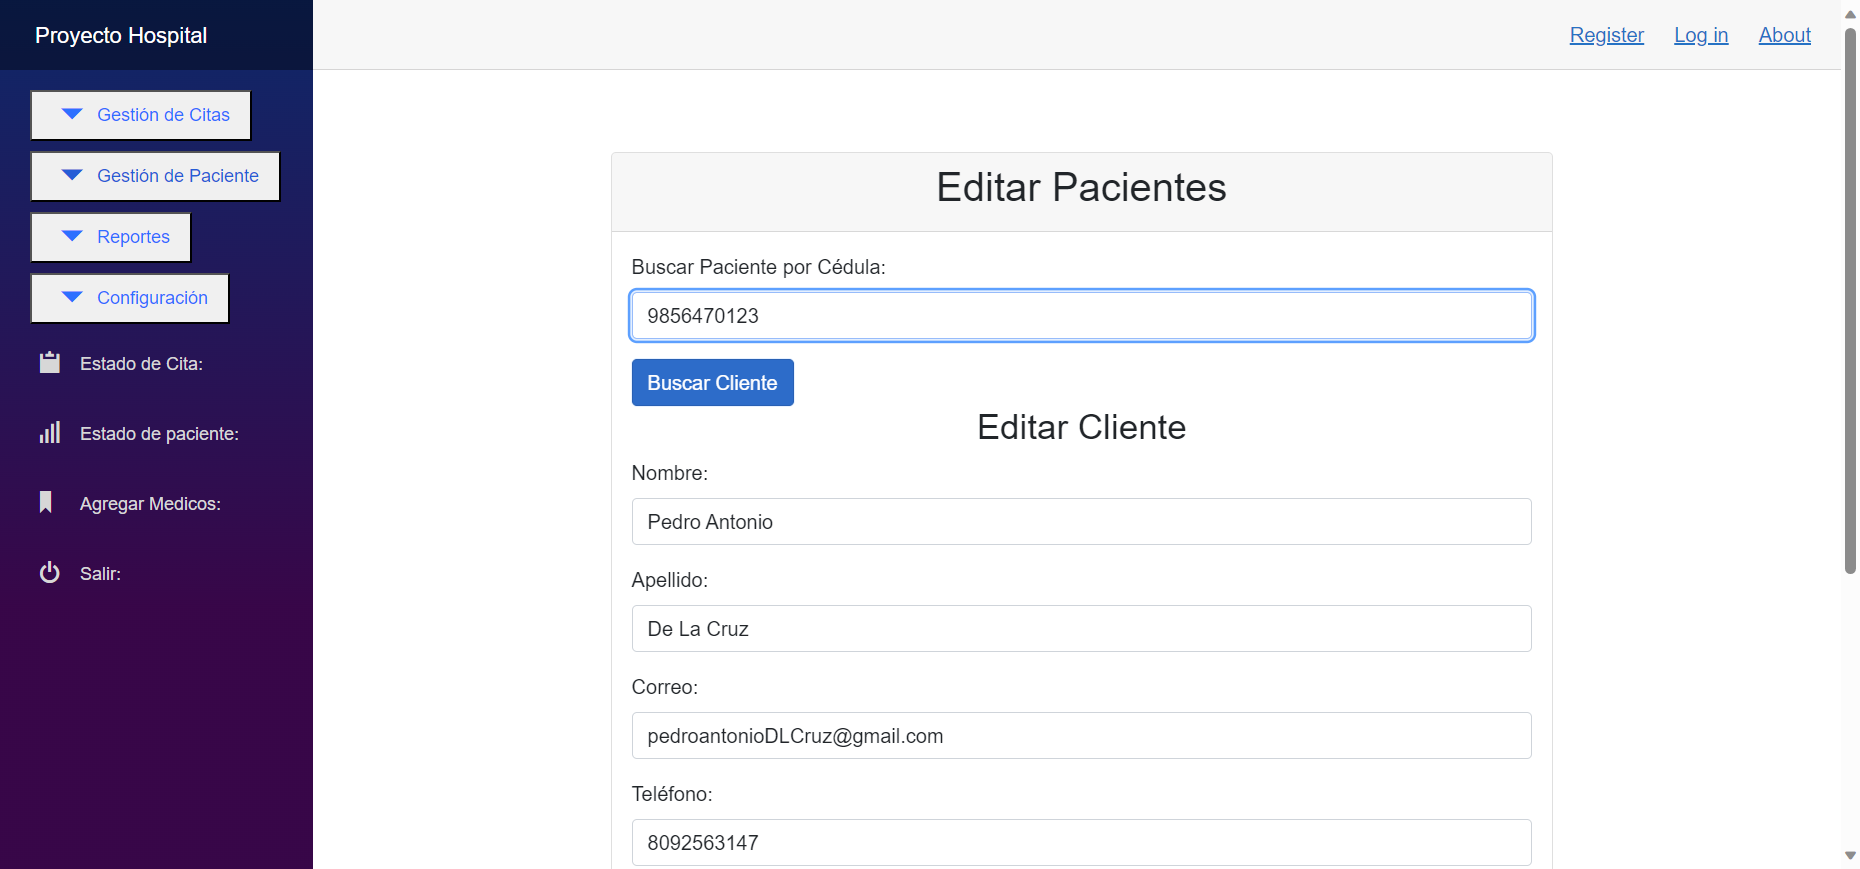 Proyecto Hospital
Register Log in About
Gestión de Citas
Gestión de Paciente
Reportes
Configuración
Estado de Cita:
Estado de paciente:
Agregar Medicos:
Salir:
Editar Pacientes
Buscar Paciente por Cédula:
9856470123
Buscar Cliente
Editar Cliente
Nombre:
Pedro Antonio
Apellido:
De La Cruz
Correo:
pedroantonioDLCruz@gmail.com
Teléfono:
8092563147